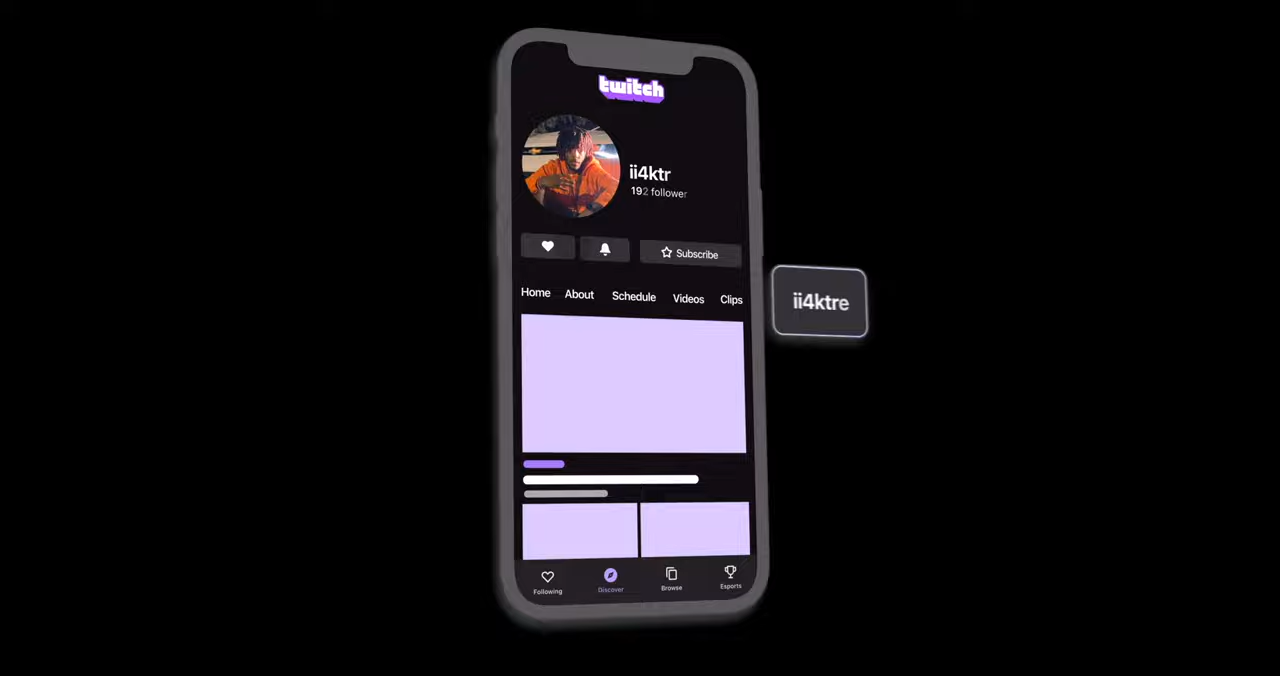 twitch
ii4ktr
192 follower
Subscribe
Home About Schedule Videos Clips
ii4ktre
Following Discover Browse Esports